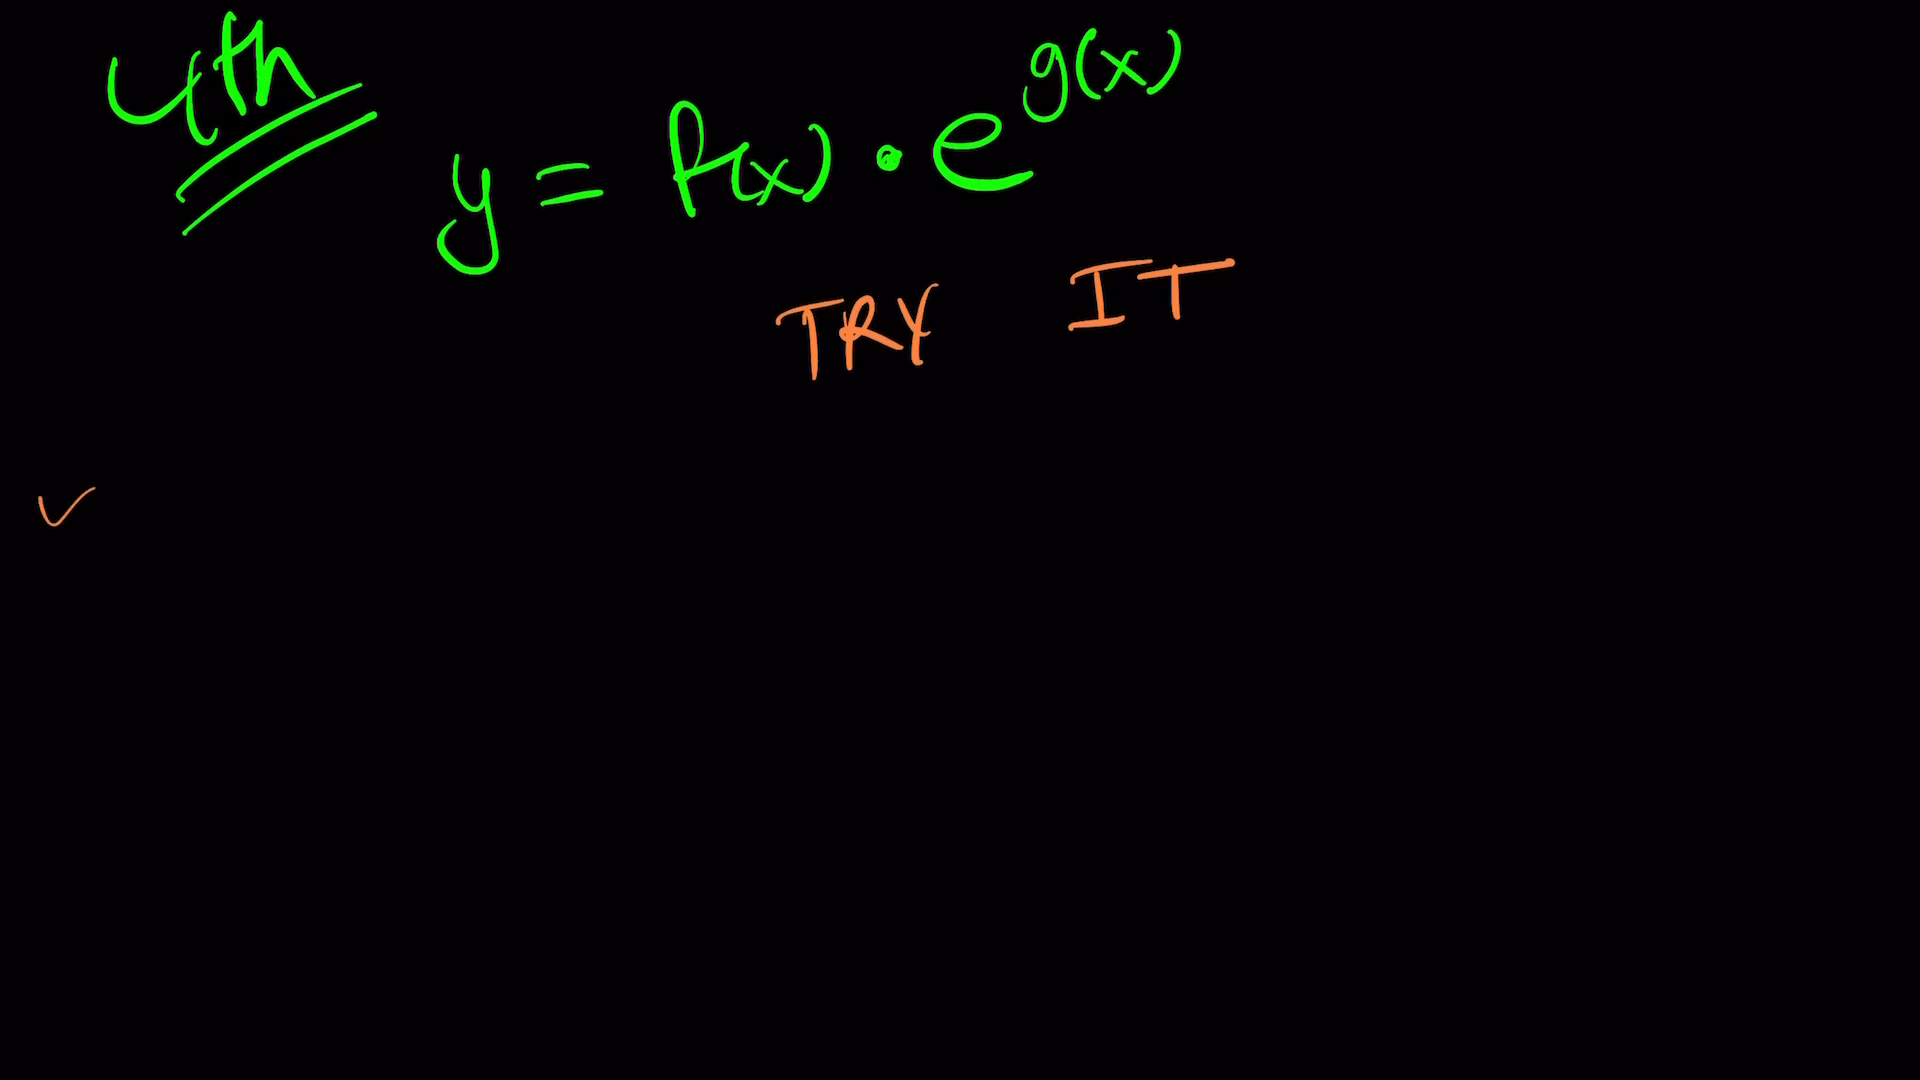 4th
y = f(x) • e^g(x)
TRY IT